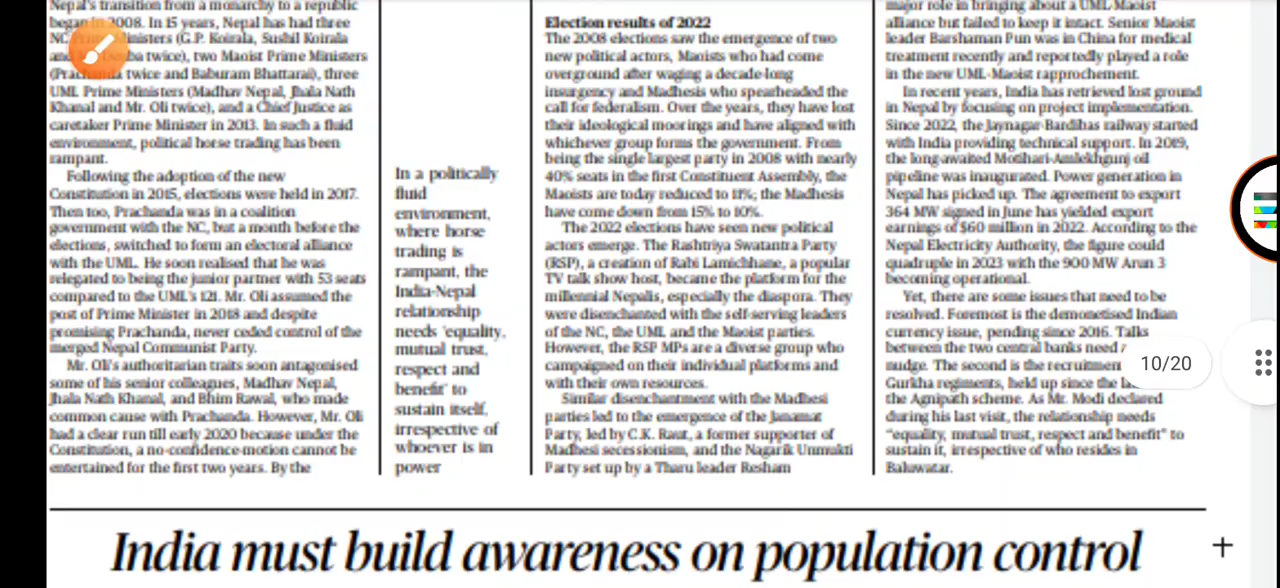 Nepal's transition from a monarchy to a republic
began in 2008. In 15 years, Nepal has had three
NC Prime Ministers (G.P. Koirala, Sushil Koirala
and twice), two Maoist Prime Ministers
(Prachanda twice and Baburam Bhattarai), three
UML Prime Ministers (Madhav Nepal, Jhala Nath
Khanal and Mr. Oli twice), and a Chief Justice as
caretaker Prime Minister in 2013. In such a fluid
environment, political horse trading has been
rampant.
Following the adoption of the new
Constitution in 2015, elections were held in 2017.
Then too, Prachanda was in a coalition
government with the NC, but a month before the
elections, switched to form an electoral alliance
with the UML. He soon realised that he was
relegated to being the junior partner with 53 seats
compared to the UML's 121. Mr. Oli assumed the
post of Prime Minister in 2018 and despite
promising Prachanda, never ceded control of the
merged Nepal Communist Party.
Mr. Oli's authoritarian traits soon antagonised
some of his senior colleagues, Madhav Nepal,
Jhala Nath Khanal, and Bhim Rawal, who made
common cause with Prachanda. However, Mr. Oli
had a clear run till early 2020 because under the
Constitution, a no-confidence-motion cannot be
entertained for the first two years. By the
In a politically
fluid
environment,
where horse
trading is
rampant, the
India-Nepal
relationship
needs 'equality,
mutual trust,
respect and
benefit' to
sustain itself,
irrespective of
whoever is in
power
Election results of 2022
The 2008 elections saw the emergence of two
new political actors, Maoists who had come
overground after waging a decade-long
insurgency and Madhesis who spearheaded the
call for federalism. Over the years, they have lost
their ideological moorings and have aligned with
whichever group forms the government. From
being the single largest party in 2008 with nearly
40% seats in the first Constituent Assembly, the
Maoists are today reduced to 11%; the Madhesis
have come down from 15% to 10%.
The 2022 elections have seen new political
actors emerge. The Rashtriya Swatantra Party
(RSP), a creation of Rabi Lamichhane, a popular
TV talk show host, became the platform for the
millennial Nepalis, especially the diaspora. They
were disenchanted with the self-serving leaders
of the NC, the UML and the Maoist parties.
However, the RSP MPs are a diverse group who
campaigned on their individual platforms and
with their own resources.
Similar disenchantment with the Madhesi
parties led to the emergence of the Janamat
Party, led by C.K. Raut, a former supporter of
Madhesi secessionism, and the Nagarik Unmukti
Party set up by a Tharu leader Resham
major role in bringing about a UML-Maoist
alliance but failed to keep it intact. Senior Maoist
leader Barshaman Pun was in China for medical
treatment recently and reportedly played a role
in the new UML-Maoist rapprochement.
In recent years, India has retrieved lost ground
in Nepal by focusing on project implementation.
Since 2022, the Jaynagar-Bardibas railway started
with India providing technical support. In 2019,
the long-awaited Motihari-Amlekhgunj oil
pipeline was inaugurated. Power generation in
Nepal has picked up. The agreement to export
364 MW signed in June has yielded export
earnings of $60 million in 2022. According to the
Nepal Electricity Authority, the figure could
quadruple in 2023 with the 900 MW Arun 3
becoming operational.
Yet, there are some issues that need to be
resolved. Foremost is the demonetised Indian
currency issue, pending since 2016. Talks
between the two central banks need
nudge. The second is the recruitment
Gurkha regiments, held up since the
the Agnipath scheme. As Mr. Modi declared
during his last visit, the relationship needs
"equality, mutual trust, respect and benefit" to
sustain it, irrespective of who resides in
Baluwatar.
10/20
India must build awareness on population control
+